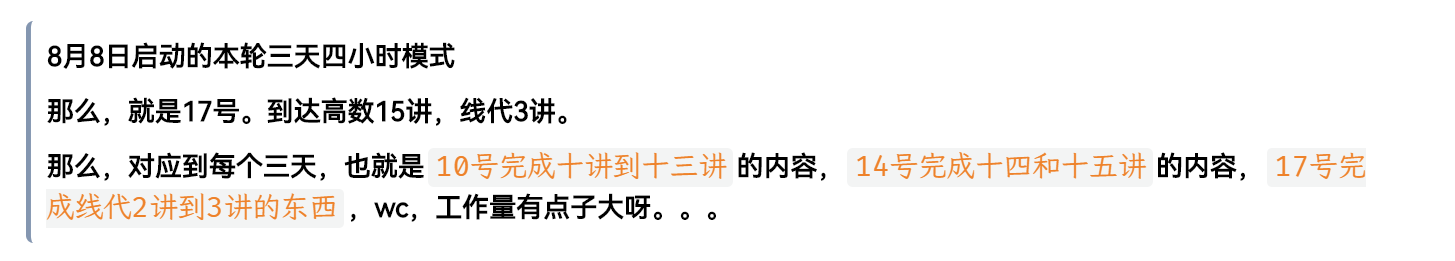 8月8日启动的本轮三天四小时模式
那么，就是17号。到达高数15讲，线代3讲。
那么，对应到每个三天，也就是 10号完成十讲到十三讲 的内容， 14号完成十四和十五讲 的内容， 17号完
成线代2讲到3讲的东西 ，wc，工作量有点子大呀。。。